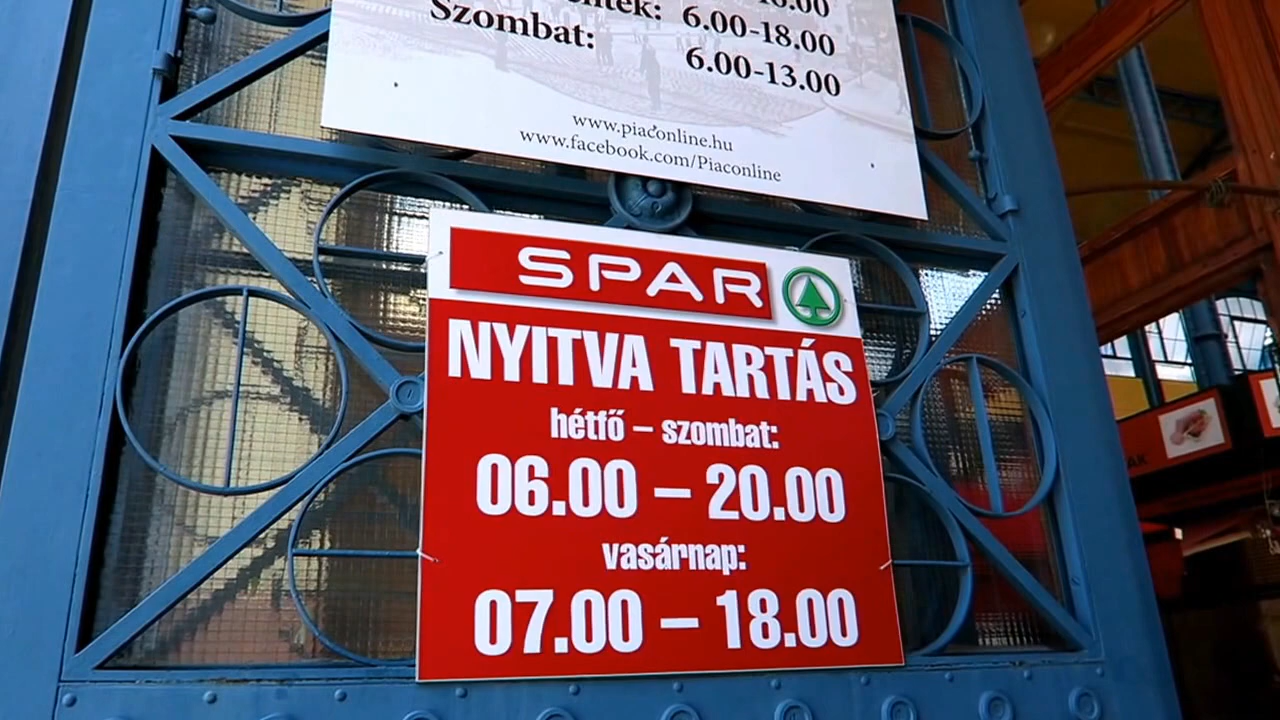 6.00-18.00
Szombat: 6.00-13.00
www.piaconline.hu
www.facebook.com/Piaconline
SPAR
NYITVA TARTÁS
hétfő – szombat:
06.00 – 20.00
vasárnap:
07.00 – 18.00